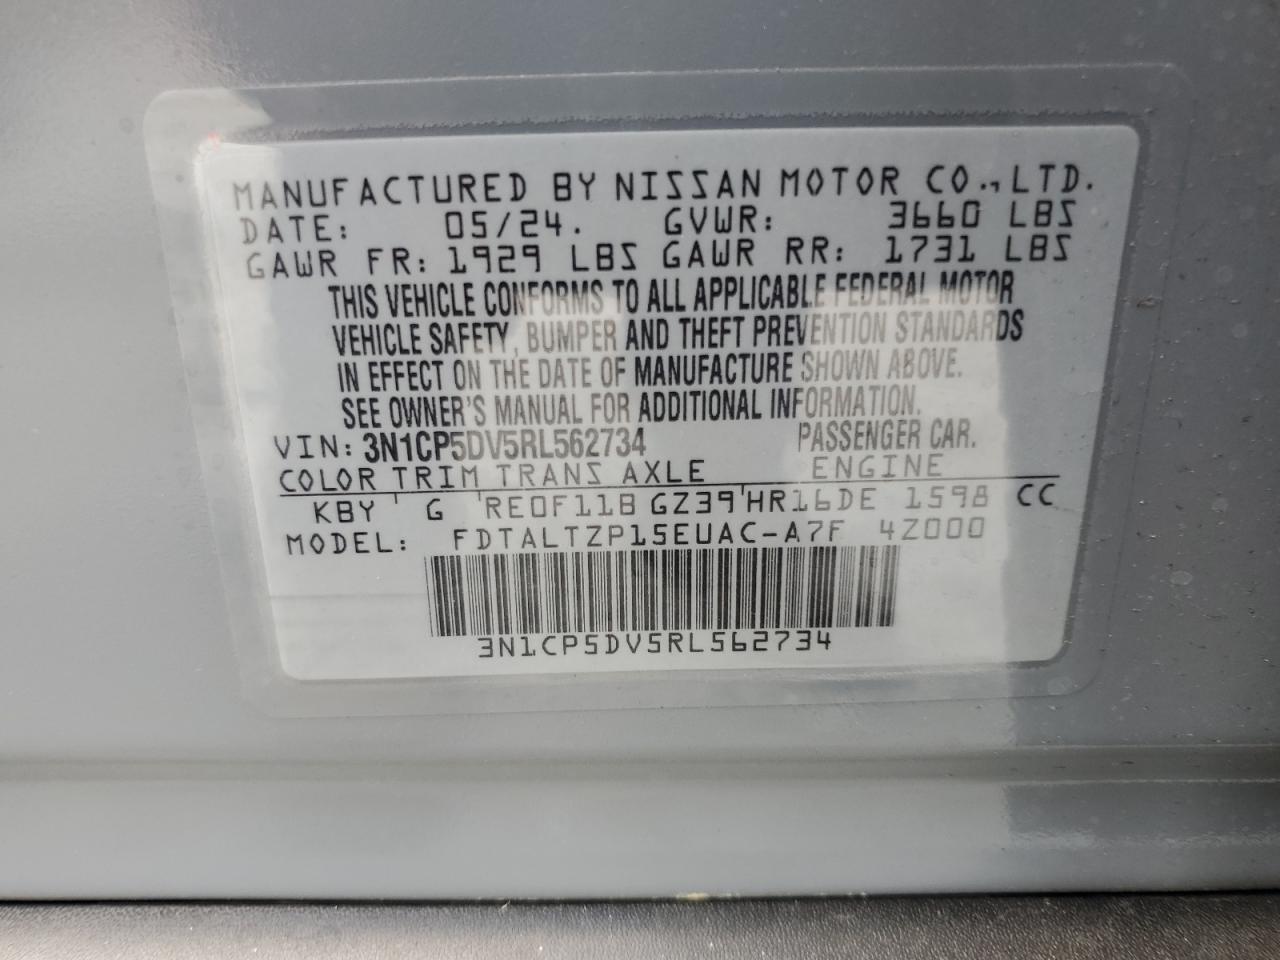 MANUFACTURED BY NISSAN MOTOR CO.,LTD.
DATE: 05/24. GVWR: 3660 LBS
GAWR FR: 1929 LBS GAWR RR: 1731 LBS
THIS VEHICLE CONFORMS TO ALL APPLICABLE FEDERAL MOTOR
VEHICLE SAFETY, BUMPER AND THEFT PREVENTION STANDARDS
IN EFFECT ON THE DATE OF MANUFACTURE SHOWN ABOVE.
SEE OWNER'S MANUAL FOR ADDITIONAL INFORMATION.
VIN: 3N1CP5DV5RL562734 PASSENGER CAR.
COLOR TRIM TRANS AXLE ENGINE
KBY ' G ' RE0F11B GZ39'HR16DE 1598 CC
MODEL: FDTALTZP15EUAC-A7F 4Z000
3N1CP5DV5RL562734